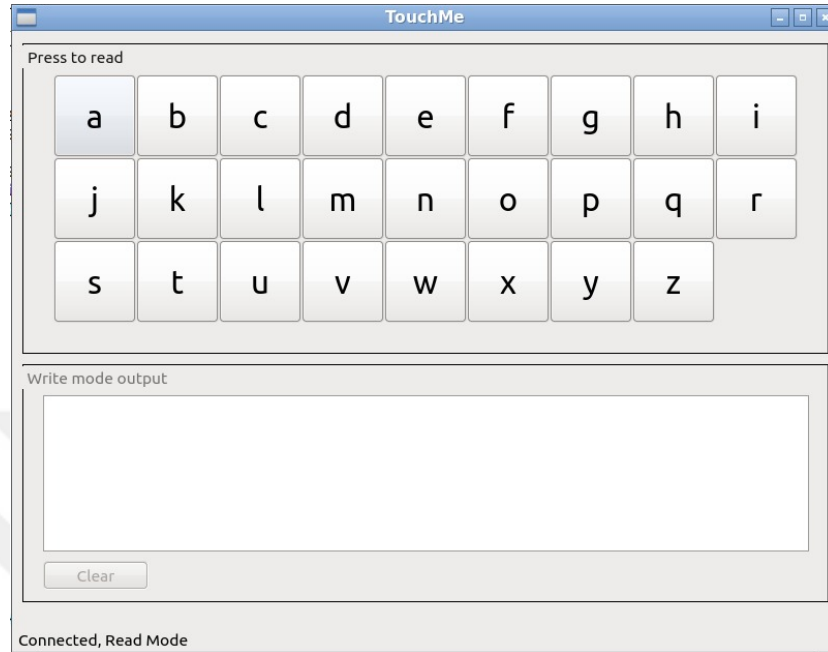 TouchMe
Press to read
a b c d e f g h i
j k l m n o p q r
s t u v w x y z
Write mode output
Clear
Connected, Read Mode